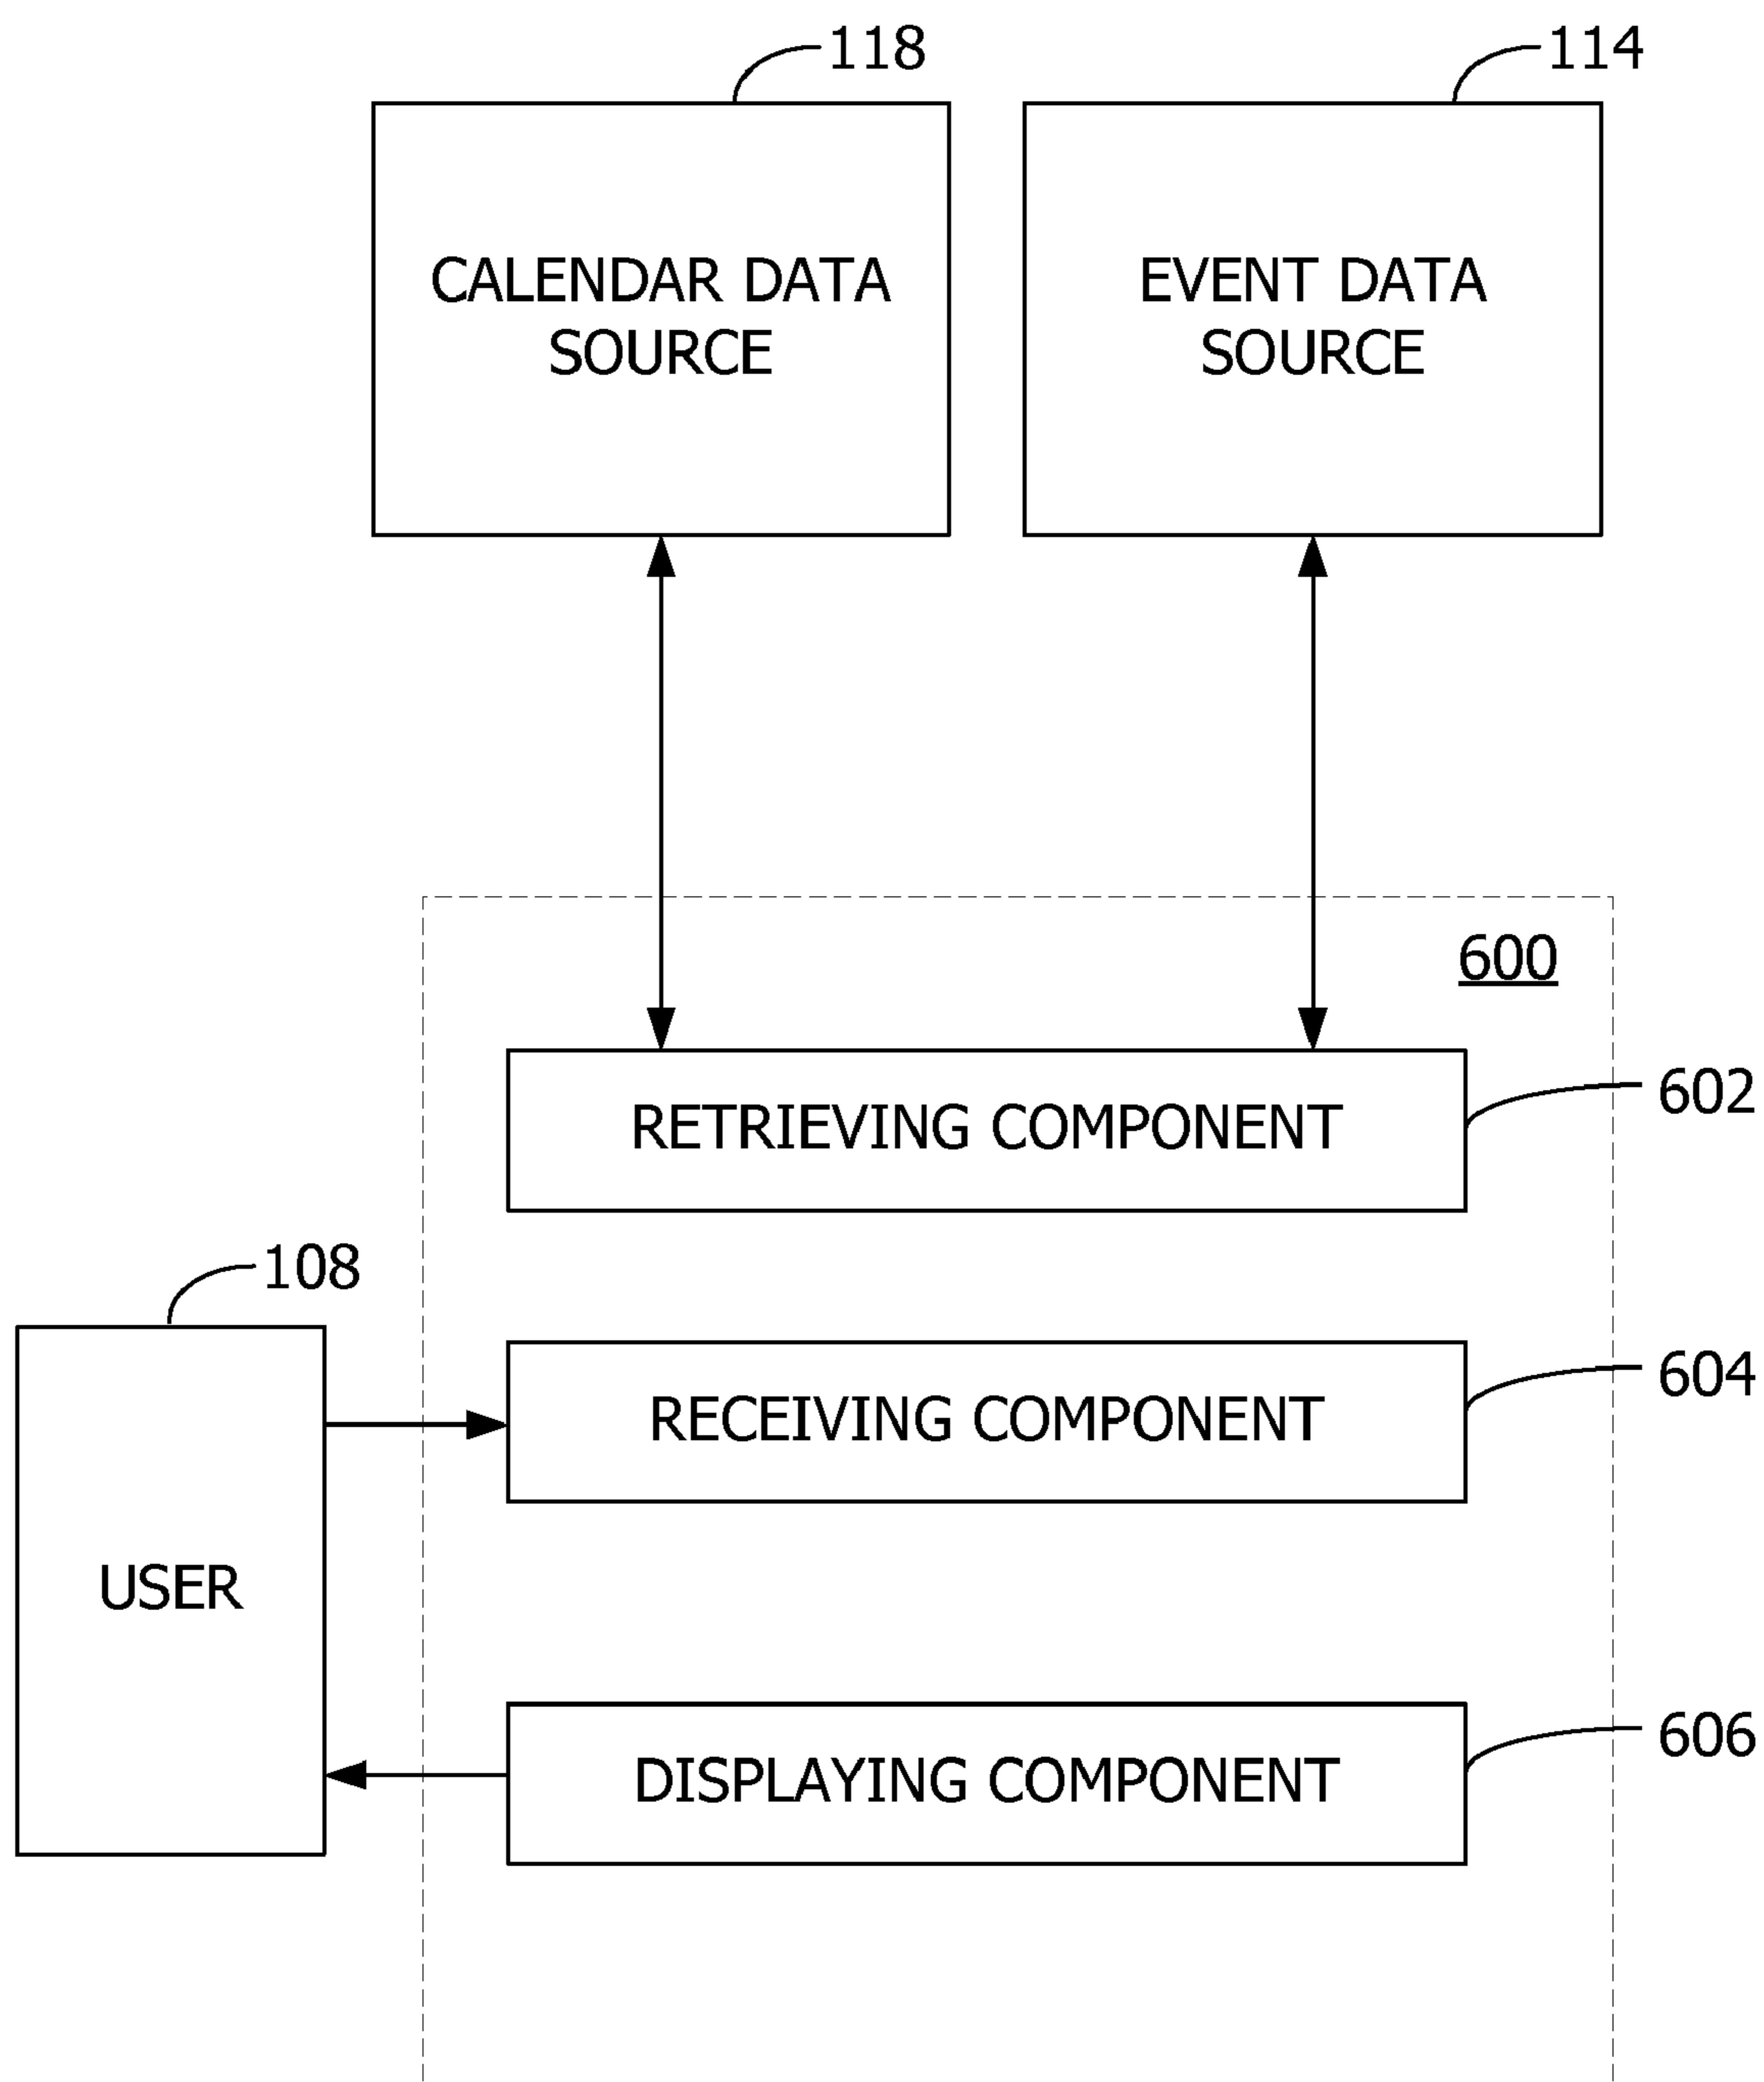 118
114
CALENDAR DATA
SOURCE
EVENT DATA
SOURCE
600
RETRIEVING COMPONENT
602
108
RECEIVING COMPONENT
604
USER
DISPLAYING COMPONENT
606